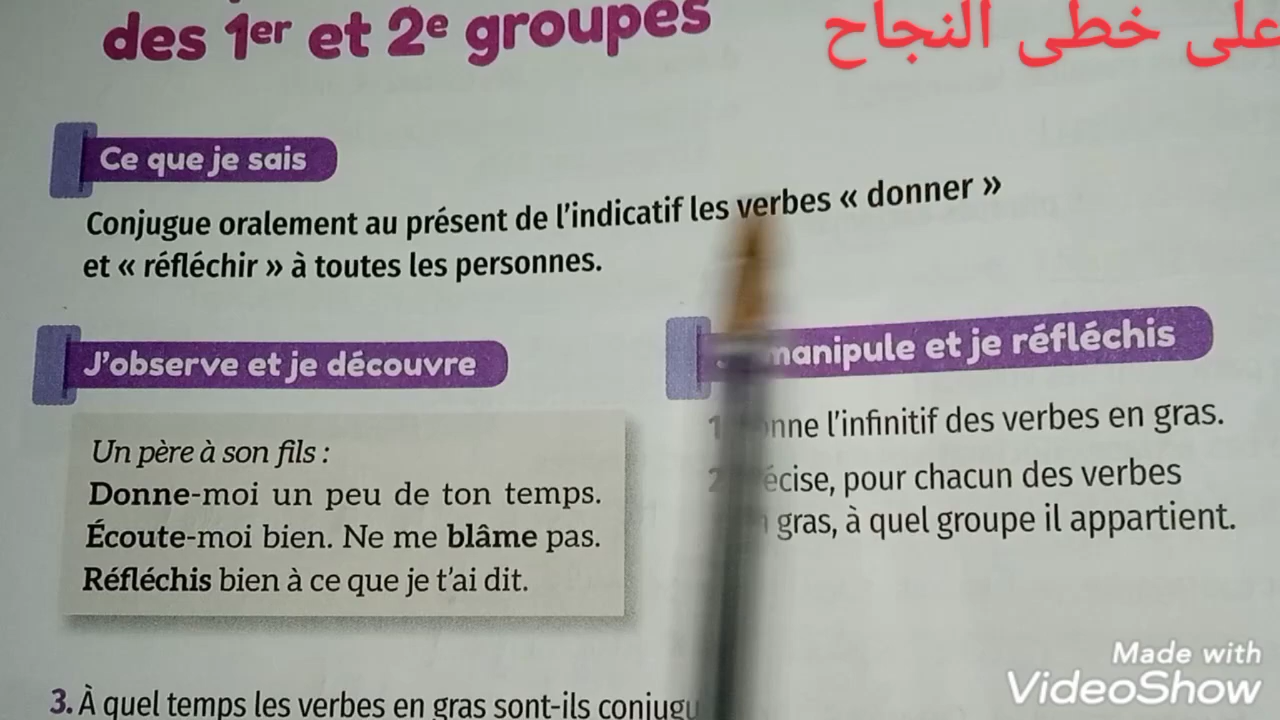 des 1er et 2e groupes
على خطى النجاح
Ce que je sais
Conjugue oralement au présent de l'indicatif les verbes « donner »
et « réfléchir » à toutes les personnes.
J'observe et je découvre
manipule et je réfléchis
Un père à son fils :
Donne-moi un peu de ton temps.
Écoute-moi bien. Ne me blâme pas.
Réfléchis bien à ce que je t'ai dit.
1 l'infinitif des verbes en gras.
2 pour chacun des verbes
gras, à quel groupe il appartient.
3. À quel temps les verbes en gras sont-ils
Made with
VideoShow